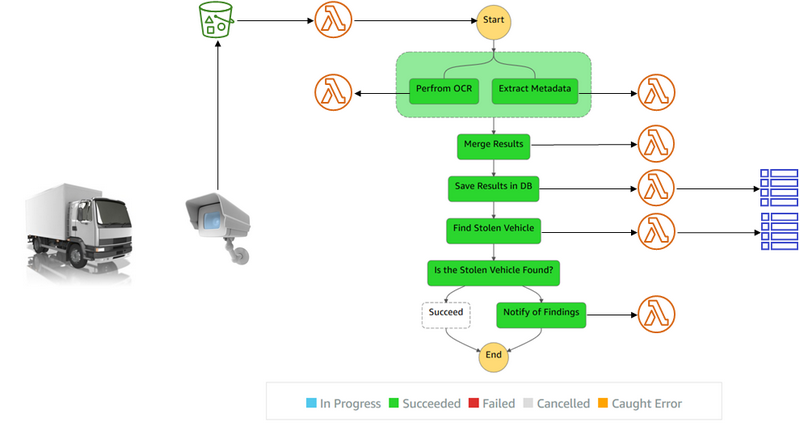 Start
Perfrom OCR
Extract Metadata
Merge Results
Save Results in DB
Find Stolen Vehicle
Is the Stolen Vehicle Found?
Succeed
Notify of Findings
End
In Progress
Succeeded
Failed
Cancelled
Caught Error